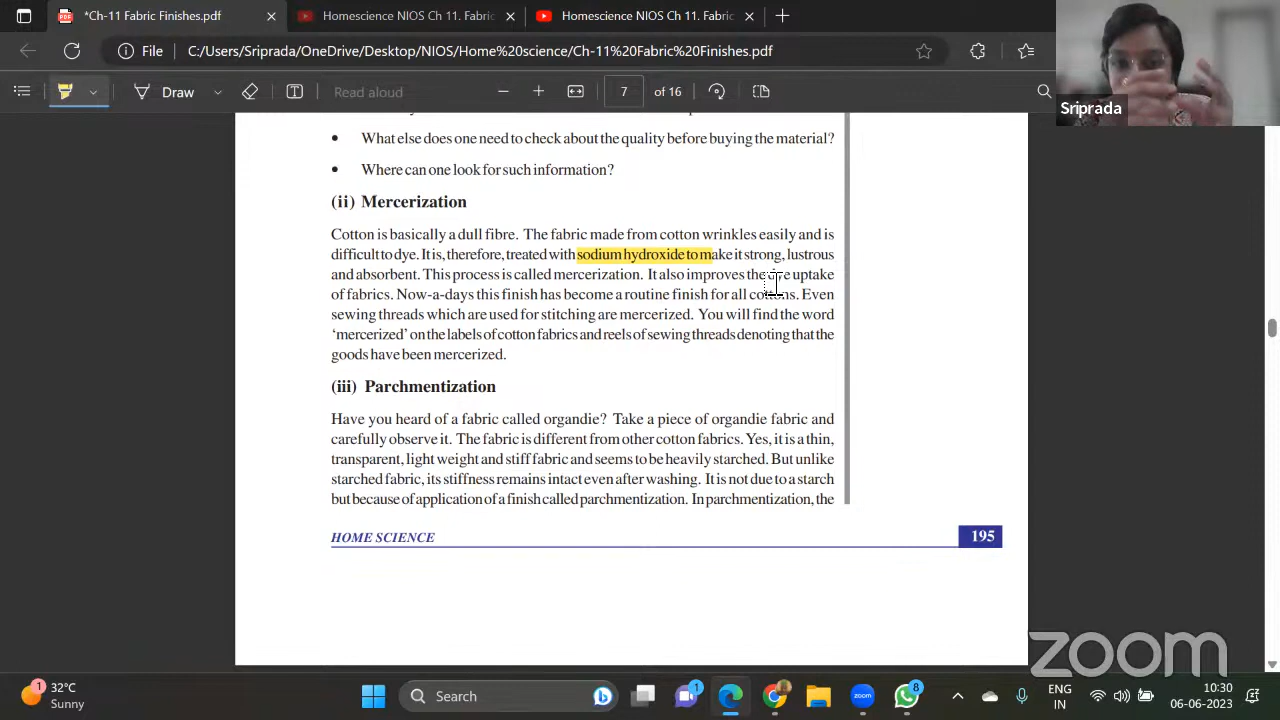 *Ch-11 Fabric Finishes.pdf
Homescience NIOS Ch 11. Fabric
Homescience NIOS Ch 11. Fabric
File
C:/Users/Sriprada/OneDrive/Desktop/NIOS/Home%20science/Ch-11%20Fabric%20Finishes.pdf
Draw
Read aloud
7
of 16
Sriprada
• What else does one need to check about the quality before buying the material?
• Where can one look for such information?
(ii) Mercerization
Cotton is basically a dull fibre. The fabric made from cotton wrinkles easily and is
difficult to dye. It is, therefore, treated with sodium hydroxide to make it strong, lustrous
and absorbent. This process is called mercerization. It also improves the uptake
of fabrics. Now-a-days this finish has become a routine finish for all cottons. Even
sewing threads which are used for stitching are mercerized. You will find the word
‘mercerized’ on the labels of cotton fabrics and reels of sewing threads denoting that the
goods have been mercerized.
(iii) Parchmentization
Have you heard of a fabric called organdie? Take a piece of organdie fabric and
carefully observe it. The fabric is different from other cotton fabrics. Yes, it is a thin,
transparent, light weight and stiff fabric and seems to be heavily starched. But unlike
starched fabric, its stiffness remains intact even after washing. It is not due to a starch
but because of application of a finish called parchmentization. In parchmentization, the
HOME SCIENCE
195
zoom
1
32°C
Sunny
Search
1
zoom
8
ENG
IN
10:30
06-06-2023